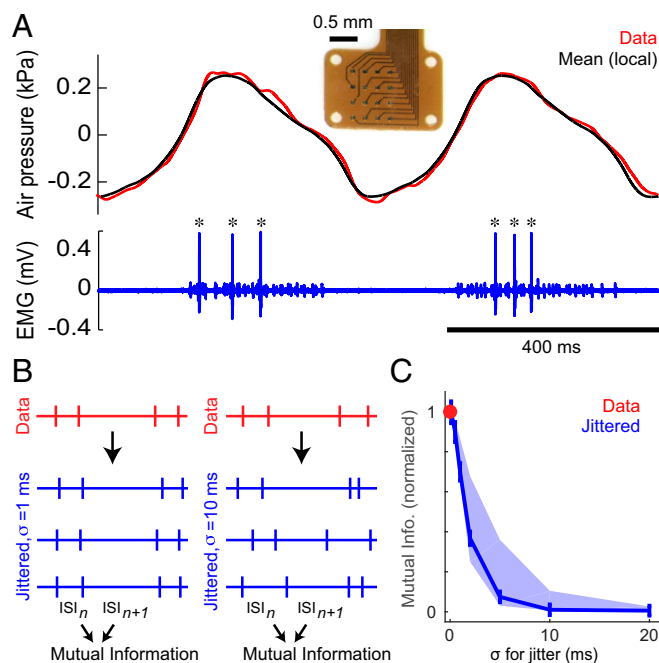 A
0.5 mm
Data
Mean (local)
Air pressure (kPa)
0.2
0
-0.2
* * * * * *
EMG (mV)
0.4
0
-0.4
400 ms
B
Data
Data
Jittered, σ =1 ms
Jittered, σ =10 ms
ISIn ISIn+1
ISIn ISIn+1
Mutual Information
Mutual Information
C
Data
Jittered
Mutual Info. (normalized)
1
0
0 5 10 20
σ for jitter (ms)